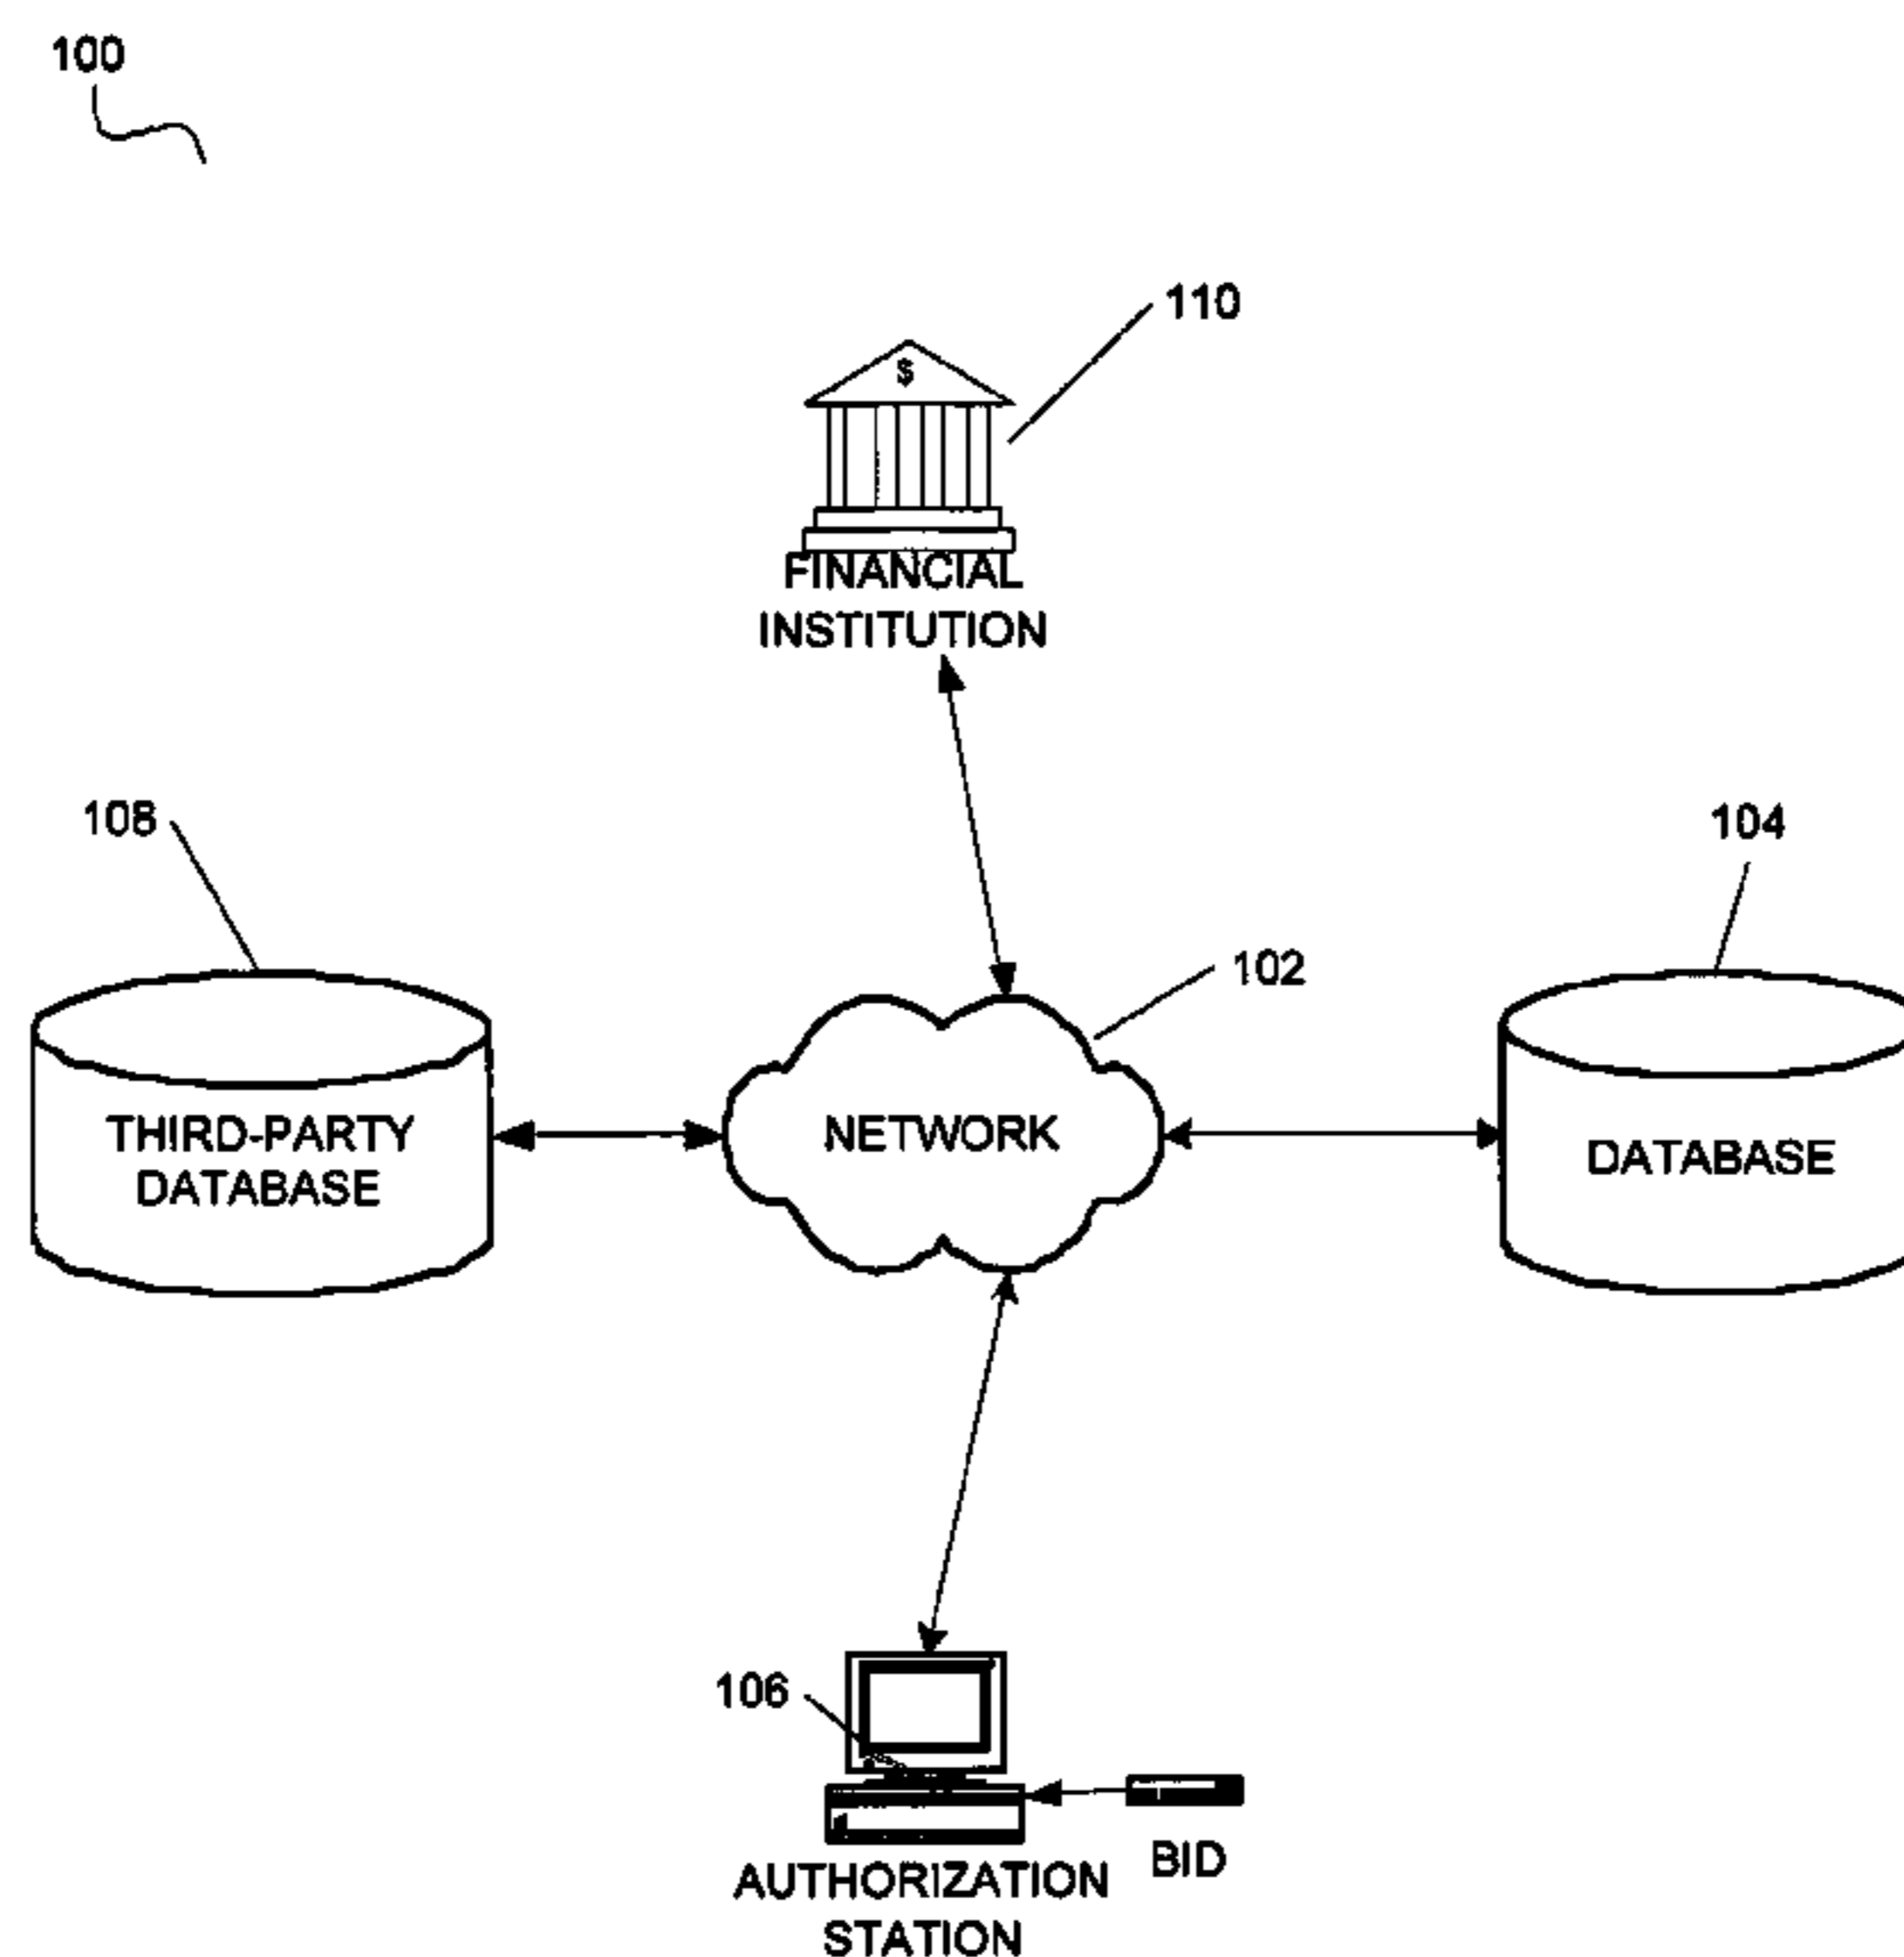 100
110
$
FINANCIAL
INSTITUTION
108
104
102
THIRD-PARTY
DATABASE
NETWORK
DATABASE
106
BID
AUTHORIZATION
STATION